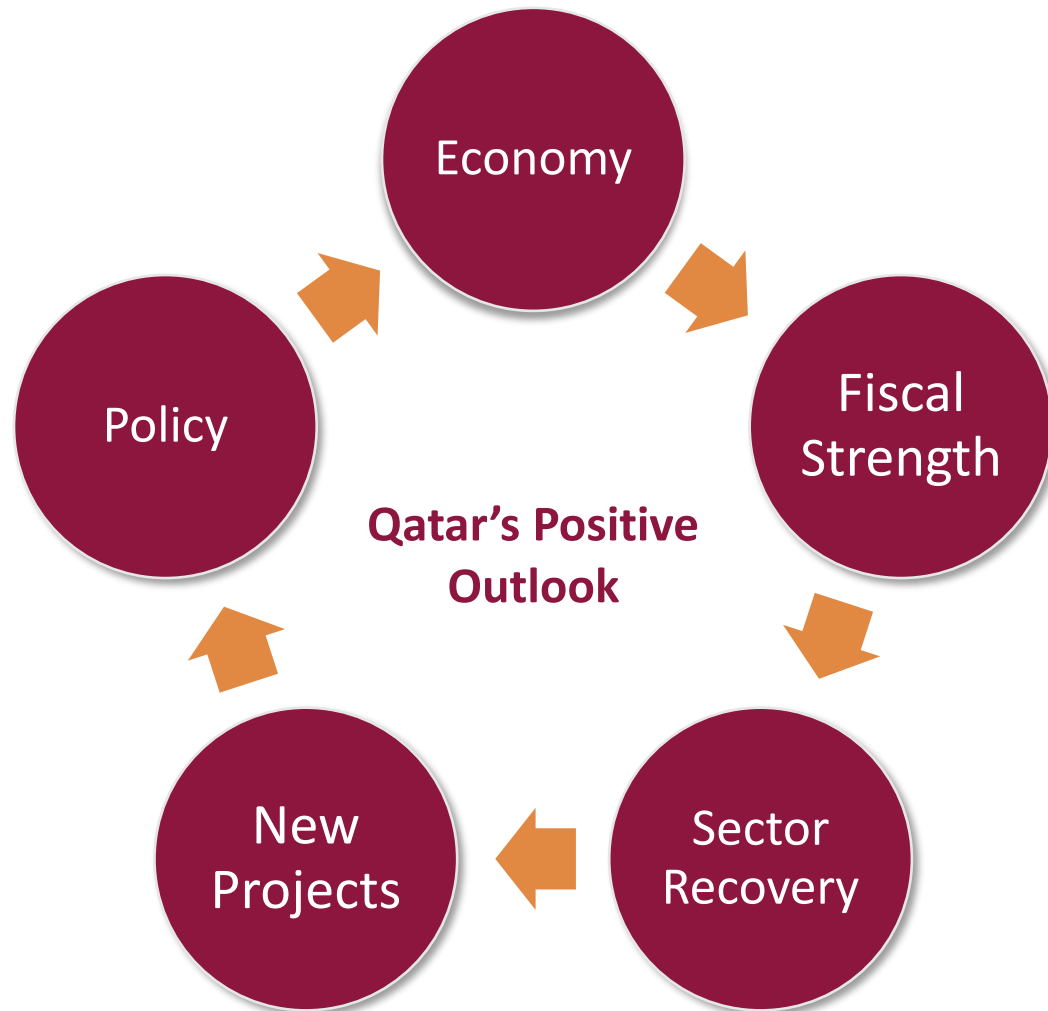 Economy
Fiscal
Strength
Sector
Recovery
New
Projects
Policy
Qatar’s Positive
Outlook